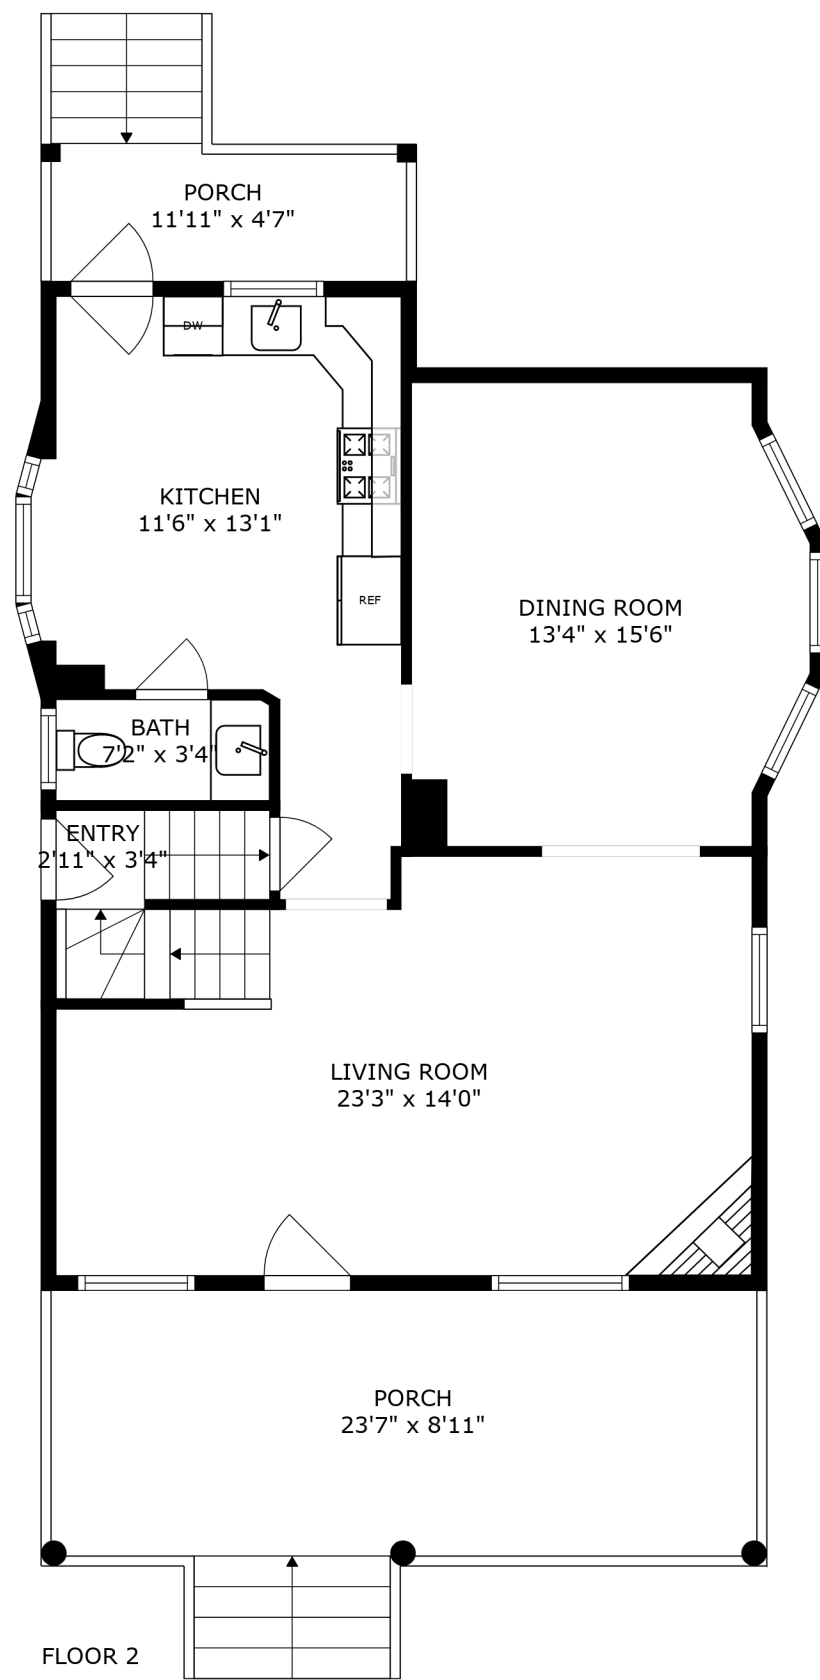 PORCH
11'11" x 4'7"
DW
KITCHEN
11'6" x 13'1"
REF
DINING ROOM
13'4" x 15'6"
BATH
7'2" x 3'4"
ENTRY
2'11" x 3'4"
LIVING ROOM
23'3" x 14'0"
PORCH
23'7" x 8'11"
FLOOR 2